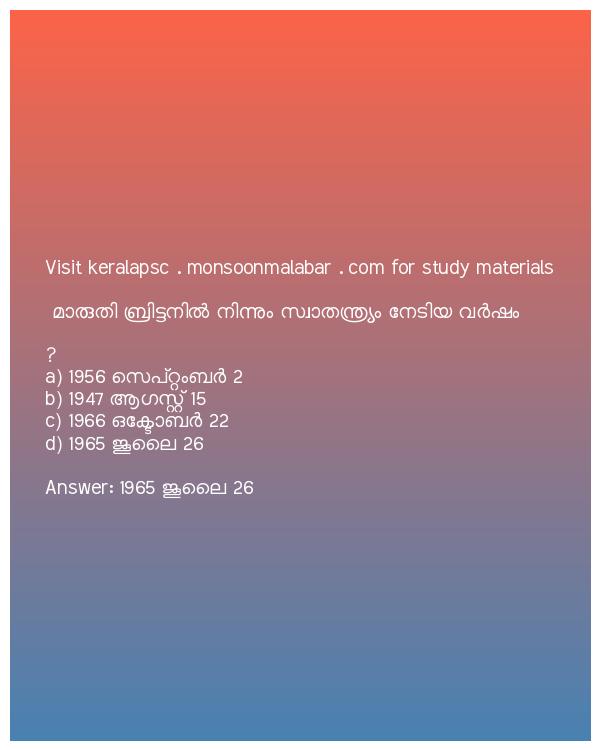 Visit keralapsc . monsoonmalabar . com for study materials
മാരുതി ബ്രിട്ടനിൽ നിന്നും സ്വാതന്ത്ര്യം നേടിയ വർഷം
?
a) 1956 സെപ്റ്റംബർ 2
b) 1947 ആഗസ്റ്റ് 15
c) 1966 ഒക്ടോബർ 22
d) 1965 ജൂലൈ 26
Answer: 1965 ജൂലൈ 26